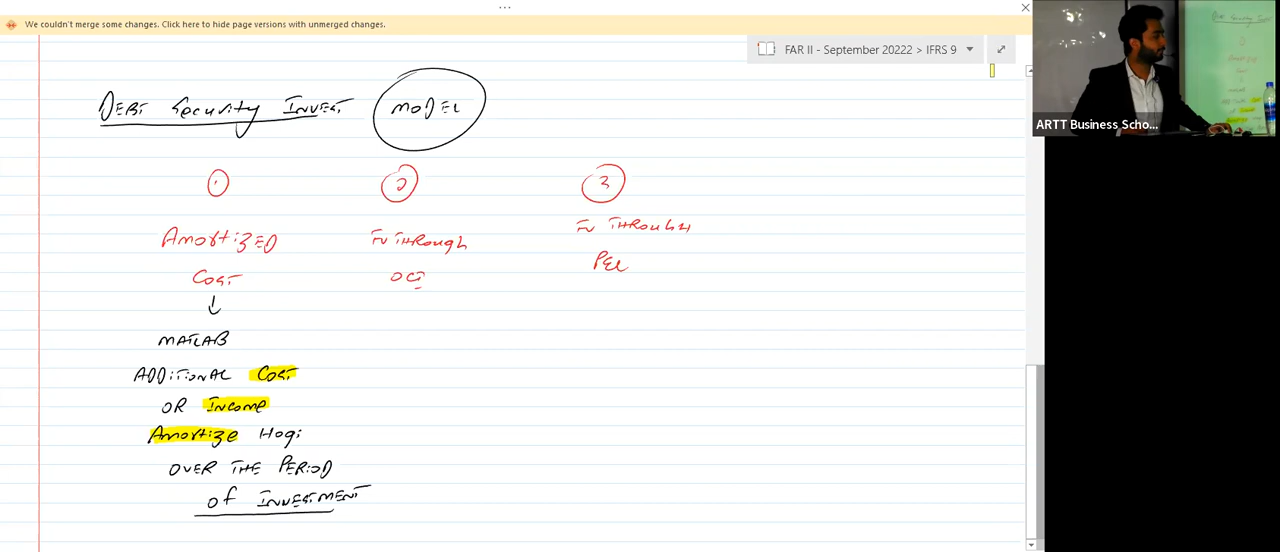 We couldn't merge some changes. Click here to hide page versions with unmerged changes.
FAR II - September 20222 > IFRS 9
ARTT Business Scho...
DEBT Security INVEST MODEL
1 2 3
Amortized COST
FV THROUGH OCI
FV THROUGH P&L
MATLAB
ADDITIONAL COST
OR INCOME
Amortize Hogi
OVER THE PERIOD
OF INVESTMENT